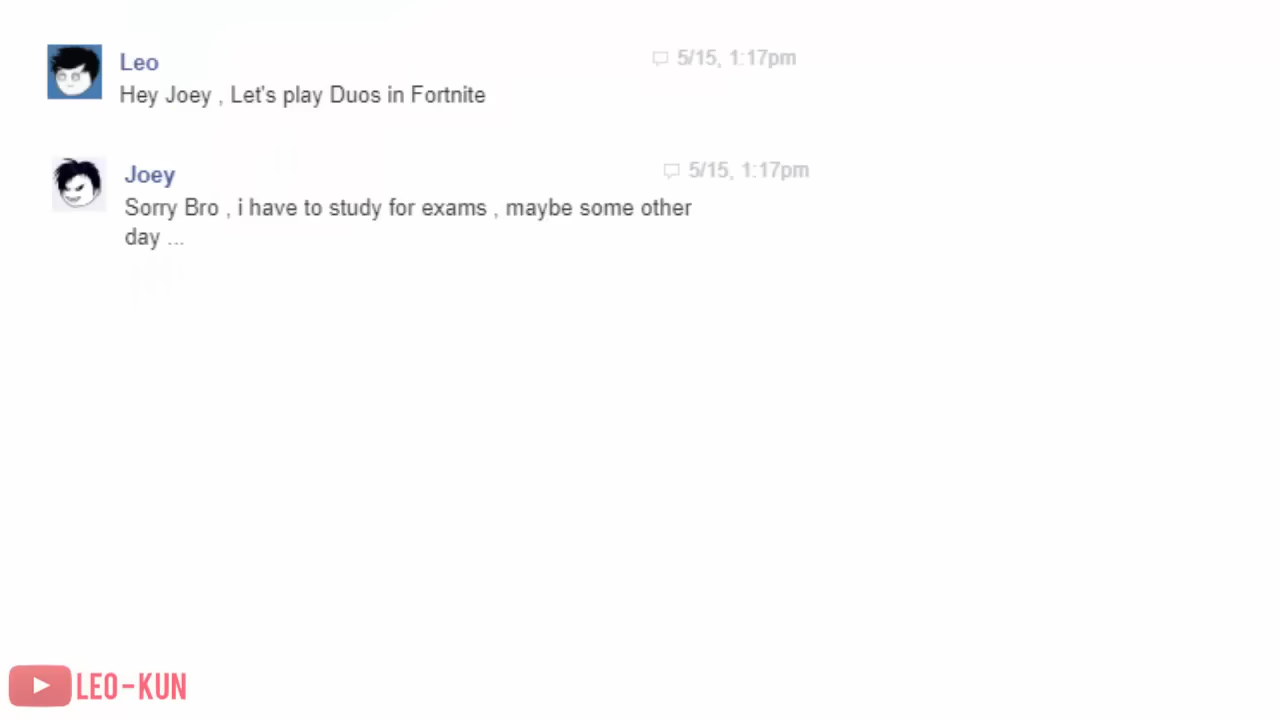 Leo
5/15, 1:17pm
Hey Joey , Let's play Duos in Fortnite
Joey
5/15, 1:17pm
Sorry Bro , i have to study for exams , maybe some other
day ...
LEO-KUN